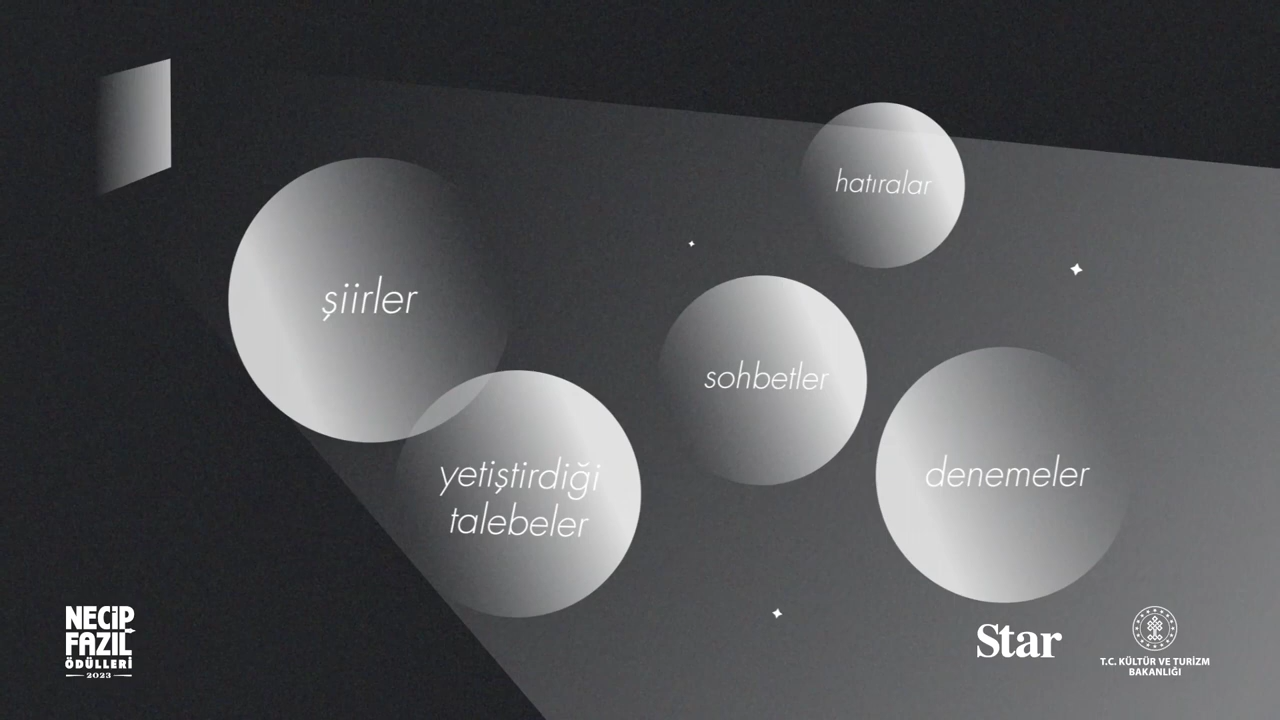 hatıralar
şiirler
sohbetler
yetiştirdiği
talebeler
denemeler
NECİP
FAZIL
ÖDÜLLERİ
2023
Star
T.C. KÜLTÜR VE TURİZM
BAKANLIĞI